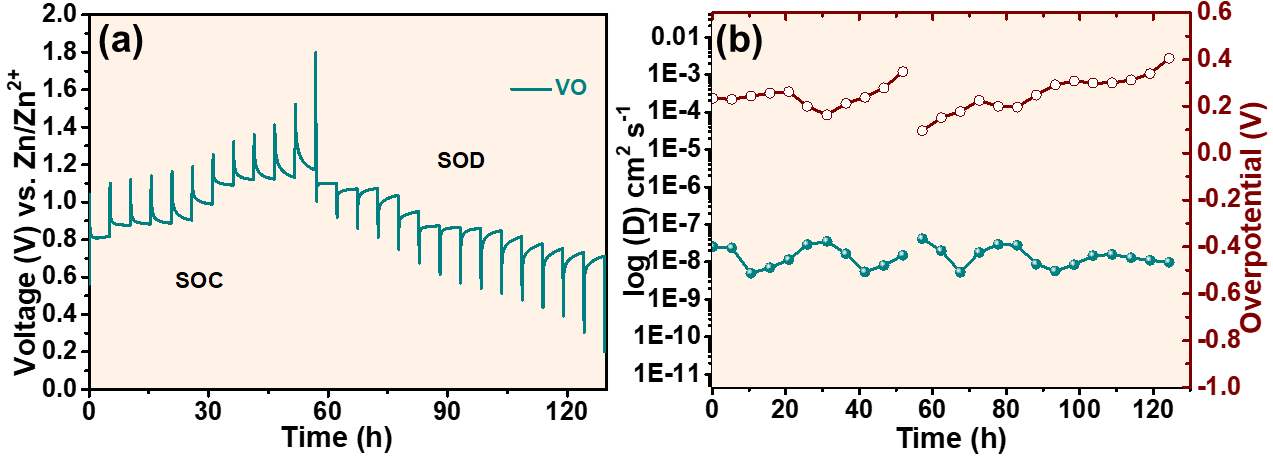 (a)
VO
SOD
SOC
2.0
1.8
1.6
1.4
1.2
1.0
0.8
0.6
0.4
0.2
0.0
Voltage (V) vs. Zn/Zn²⁺
0
30
60
90
120
Time (h)
(b)
0.01
1E-3
1E-4
1E-5
1E-6
1E-7
1E-8
1E-9
1E-10
1E-11
log (D) cm² s⁻¹
0
20
40
60
80
100
120
Time (h)
0.6
0.4
0.2
0.0
-0.2
-0.4
-0.6
-0.8
-1.0
Overpotential (V)